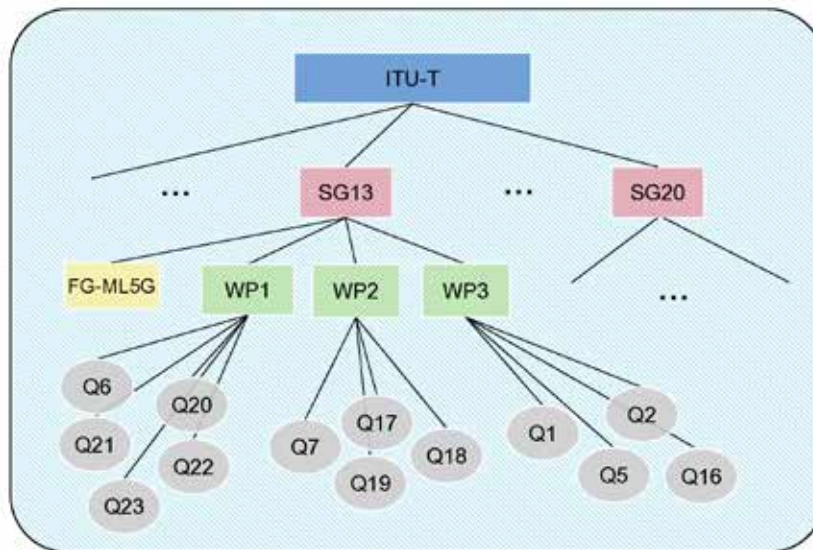 ITU-T
... SG13 ... SG20
FG-ML5G WP1 WP2 WP3 ...
Q6 Q20 Q17 Q2
Q21 Q22 Q7 Q18 Q1
Q23 Q19 Q5 Q16